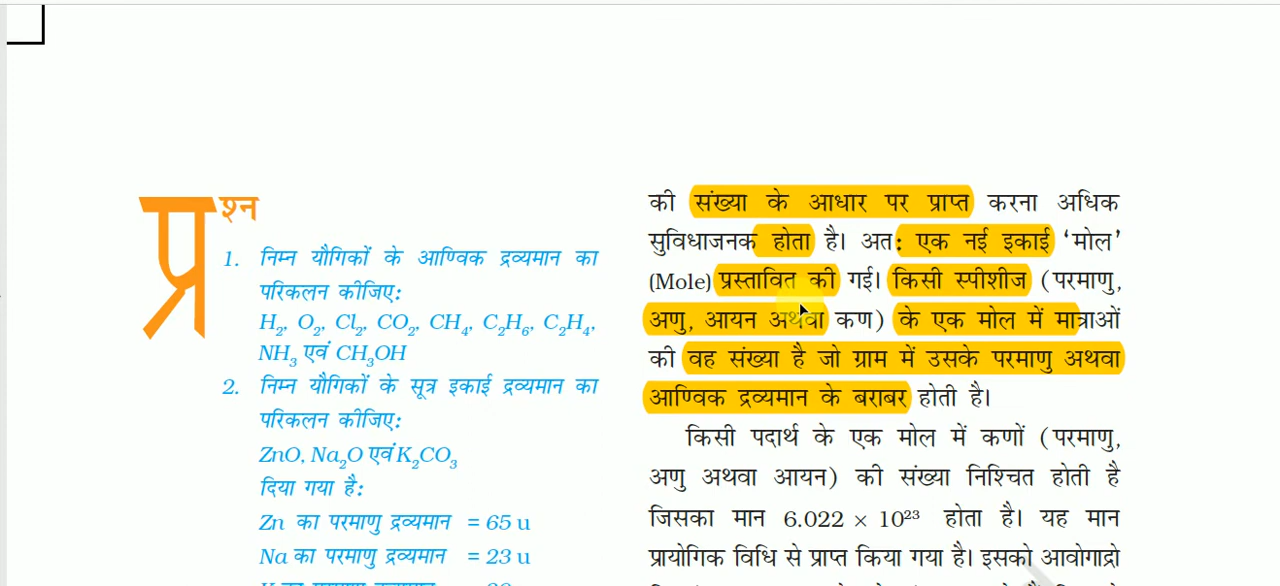 प्रश्न
1. निम्न यौगिकों के आण्विक द्रव्यमान का
परिकलन कीजिए:
H₂, O₂, Cl₂, CO₂, CH₄, C₂H₆, C₂H₄,
NH₃ एवं CH₃OH
2. निम्न यौगिकों के सूत्र इकाई द्रव्यमान का
परिकलन कीजिए:
ZnO, Na₂O एवं K₂CO₃
दिया गया है:
Zn का परमाणु द्रव्यमान = 65 u
Na का परमाणु द्रव्यमान = 23 u
की संख्या के आधार पर प्राप्त करना अधिक
सुविधाजनक होता है। अत: एक नई इकाई ‘मोल’
(Mole) प्रस्तावित की गई। किसी स्पीशीज (परमाणु,
अणु, आयन अथवा कण) के एक मोल में मात्राओं
की वह संख्या है जो ग्राम में उसके परमाणु अथवा
आण्विक द्रव्यमान के बराबर होती है।
किसी पदार्थ के एक मोल में कणों (परमाणु,
अणु अथवा आयन) की संख्या निश्चित होती है
जिसका मान 6.022 × 10²³ होता है। यह मान
प्रायोगिक विधि से प्राप्त किया गया है। इसको आवोगाद्रो